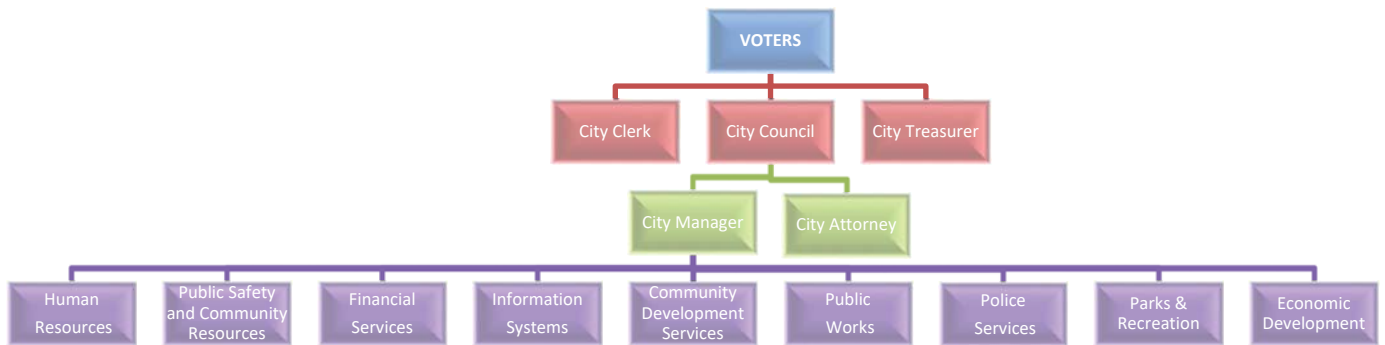 VOTERS
City Clerk
City Council
City Treasurer
City Manager
City Attorney
Human
Resources
Public Safety
and Community
Resources
Financial
Services
Information
Systems
Community
Development
Services
Public
Works
Police
Services
Parks &
Recreation
Economic
Development